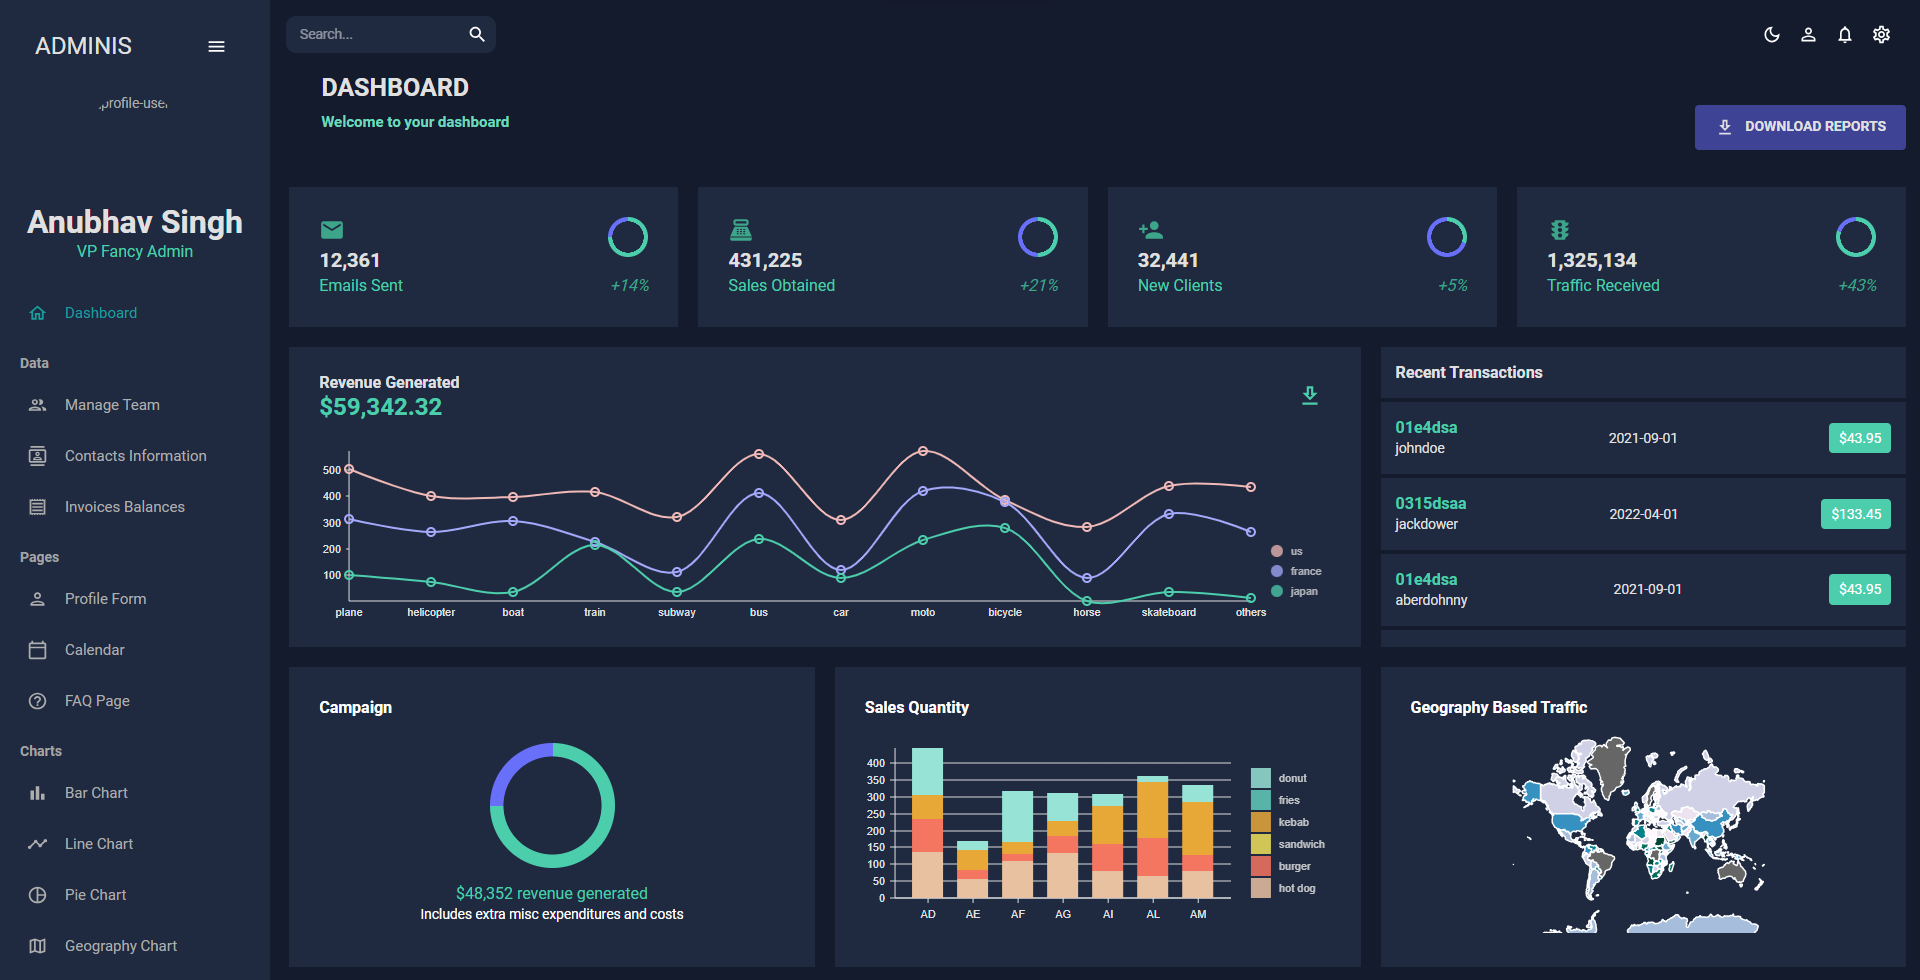 ADMINIS
profile-user
Anubhav Singh
VP Fancy Admin
Dashboard
Data
Manage Team
Contacts Information
Invoices Balances
Pages
Profile Form
Calendar
FAQ Page
Charts
Bar Chart
Line Chart
Pie Chart
Geography Chart
Search...
DASHBOARD
Welcome to your dashboard
DOWNLOAD REPORTS
12,361
Emails Sent
+14%
431,225
Sales Obtained
+21%
32,441
New Clients
+5%
1,325,134
Traffic Received
+43%
Revenue Generated
$59,342.32
500
400
300
200
100
plane helicopter boat train subway bus car moto bicycle horse skateboard others
us
france
japan
Recent Transactions
01e4dsa
johndoe
2021-09-01
$43.95
0315dsaa
jackdower
2022-04-01
$133.45
01e4dsa
aberdohnny
2021-09-01
$43.95
Campaign
$48,352 revenue generated
Includes extra misc expenditures and costs
Sales Quantity
400
350
300
250
200
150
100
50
0
AD AE AF AG AI AL AM
donut
fries
kebab
sandwich
burger
hot dog
Geography Based Traffic